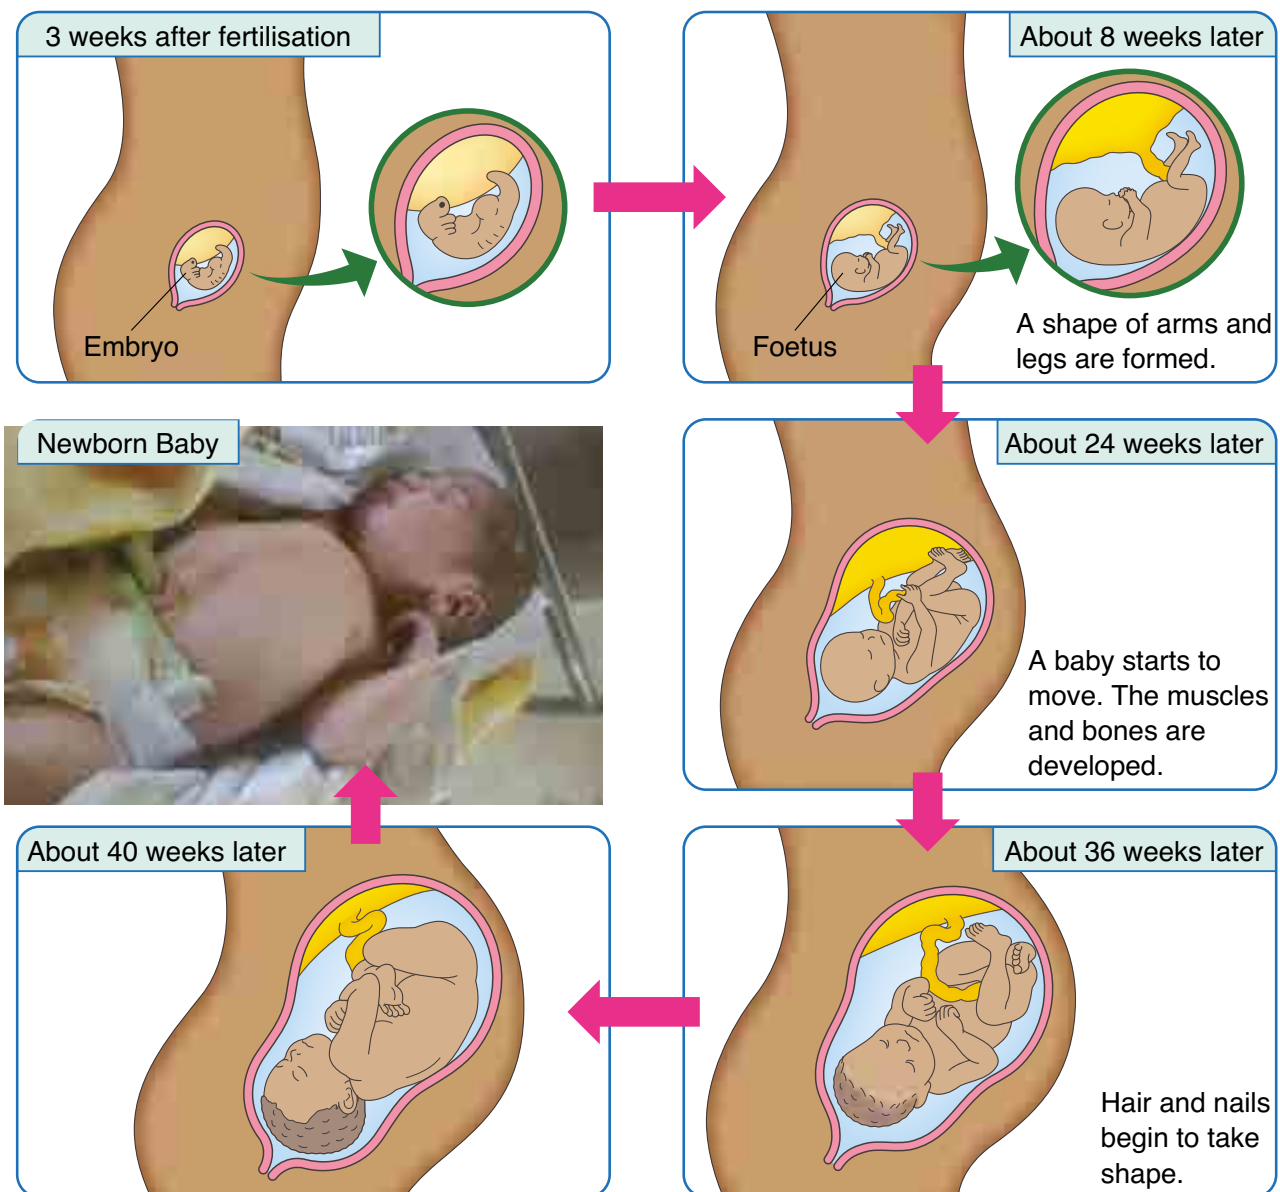 3 weeks after fertilisation
Embryo
About 8 weeks later
Foetus
A shape of arms and
legs are formed.
About 24 weeks later
A baby starts to
move. The muscles
and bones are
developed.
About 36 weeks later
Hair and nails
begin to take
shape.
About 40 weeks later
Newborn Baby